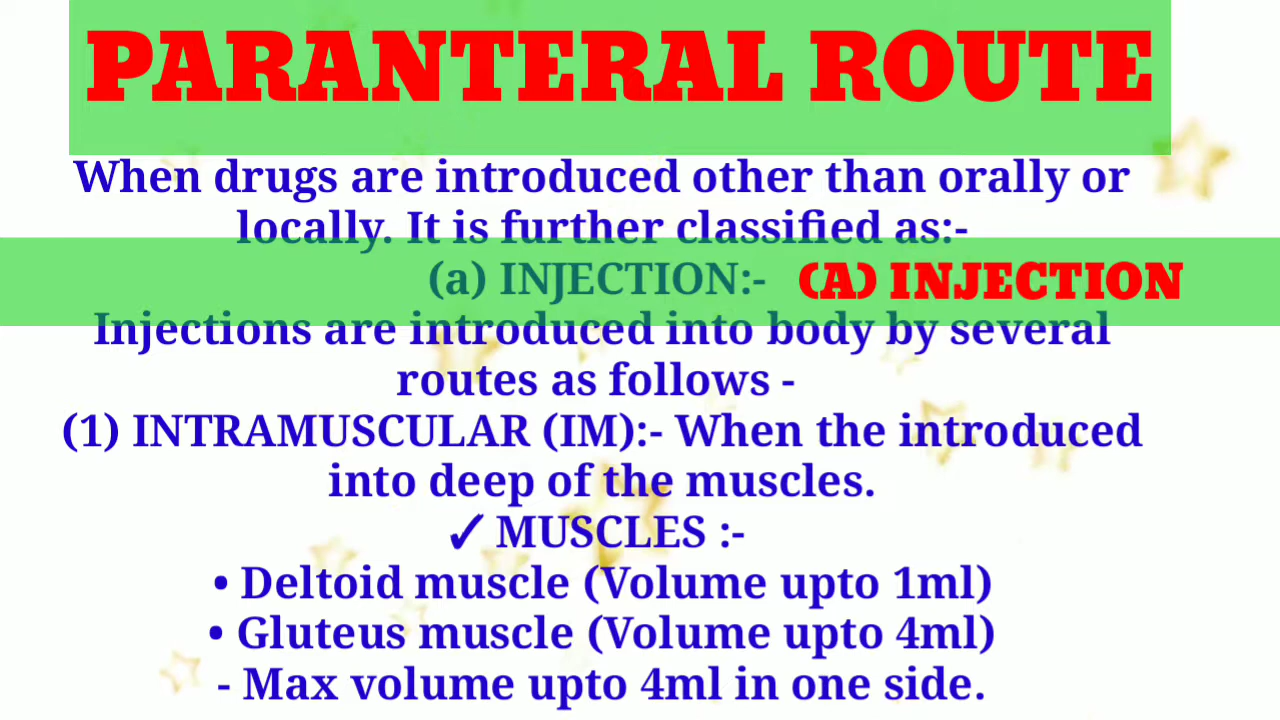 PARANTERAL ROUTE
When drugs are introduced other than orally or
locally. It is further classified as:-
(a) INJECTION:- (A) INJECTION
Injections are introduced into body by several
routes as follows -
(1) INTRAMUSCULAR (IM):- When the introduced
into deep of the muscles.
✓ MUSCLES :-
• Deltoid muscle (Volume upto 1ml)
• Gluteus muscle (Volume upto 4ml)
- Max volume upto 4ml in one side.